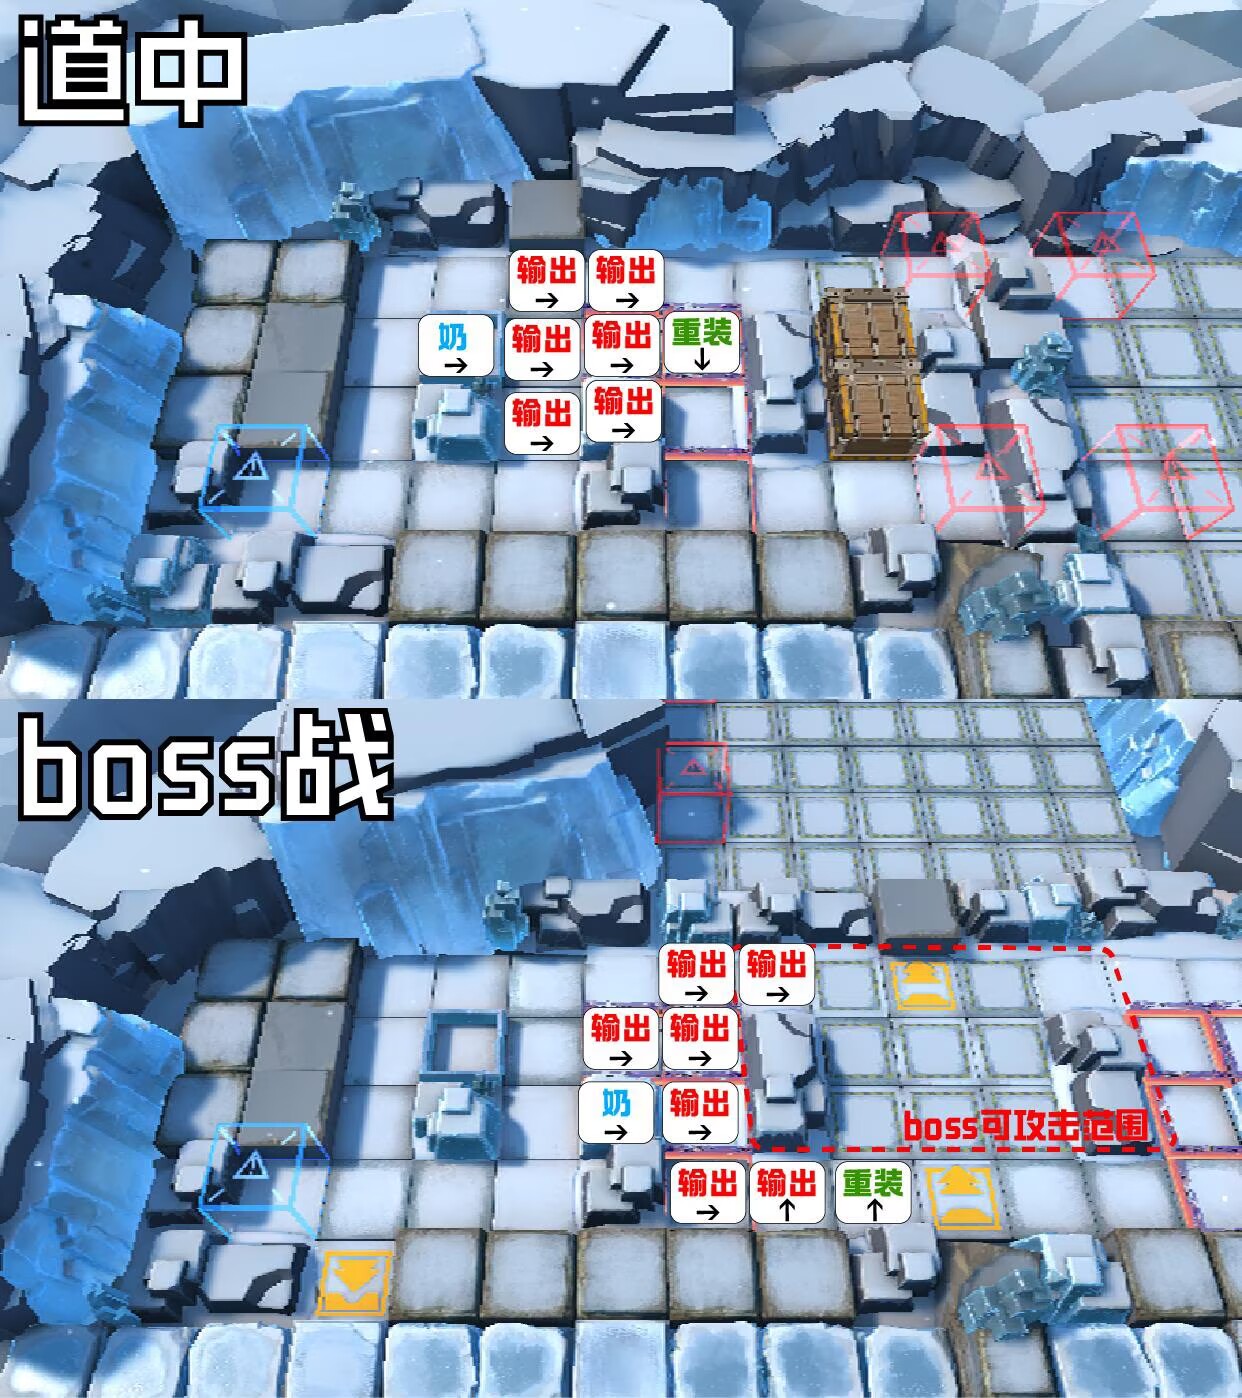 道中
输出 输出
→ →
奶 输出 输出 重装
→ → → ↓
输出 输出
→ →
boss战
输出 输出
→ →
输出 输出
→ →
奶 输出
→ →
boss可攻击范围
输出 输出 重装
→ ↑ ↑